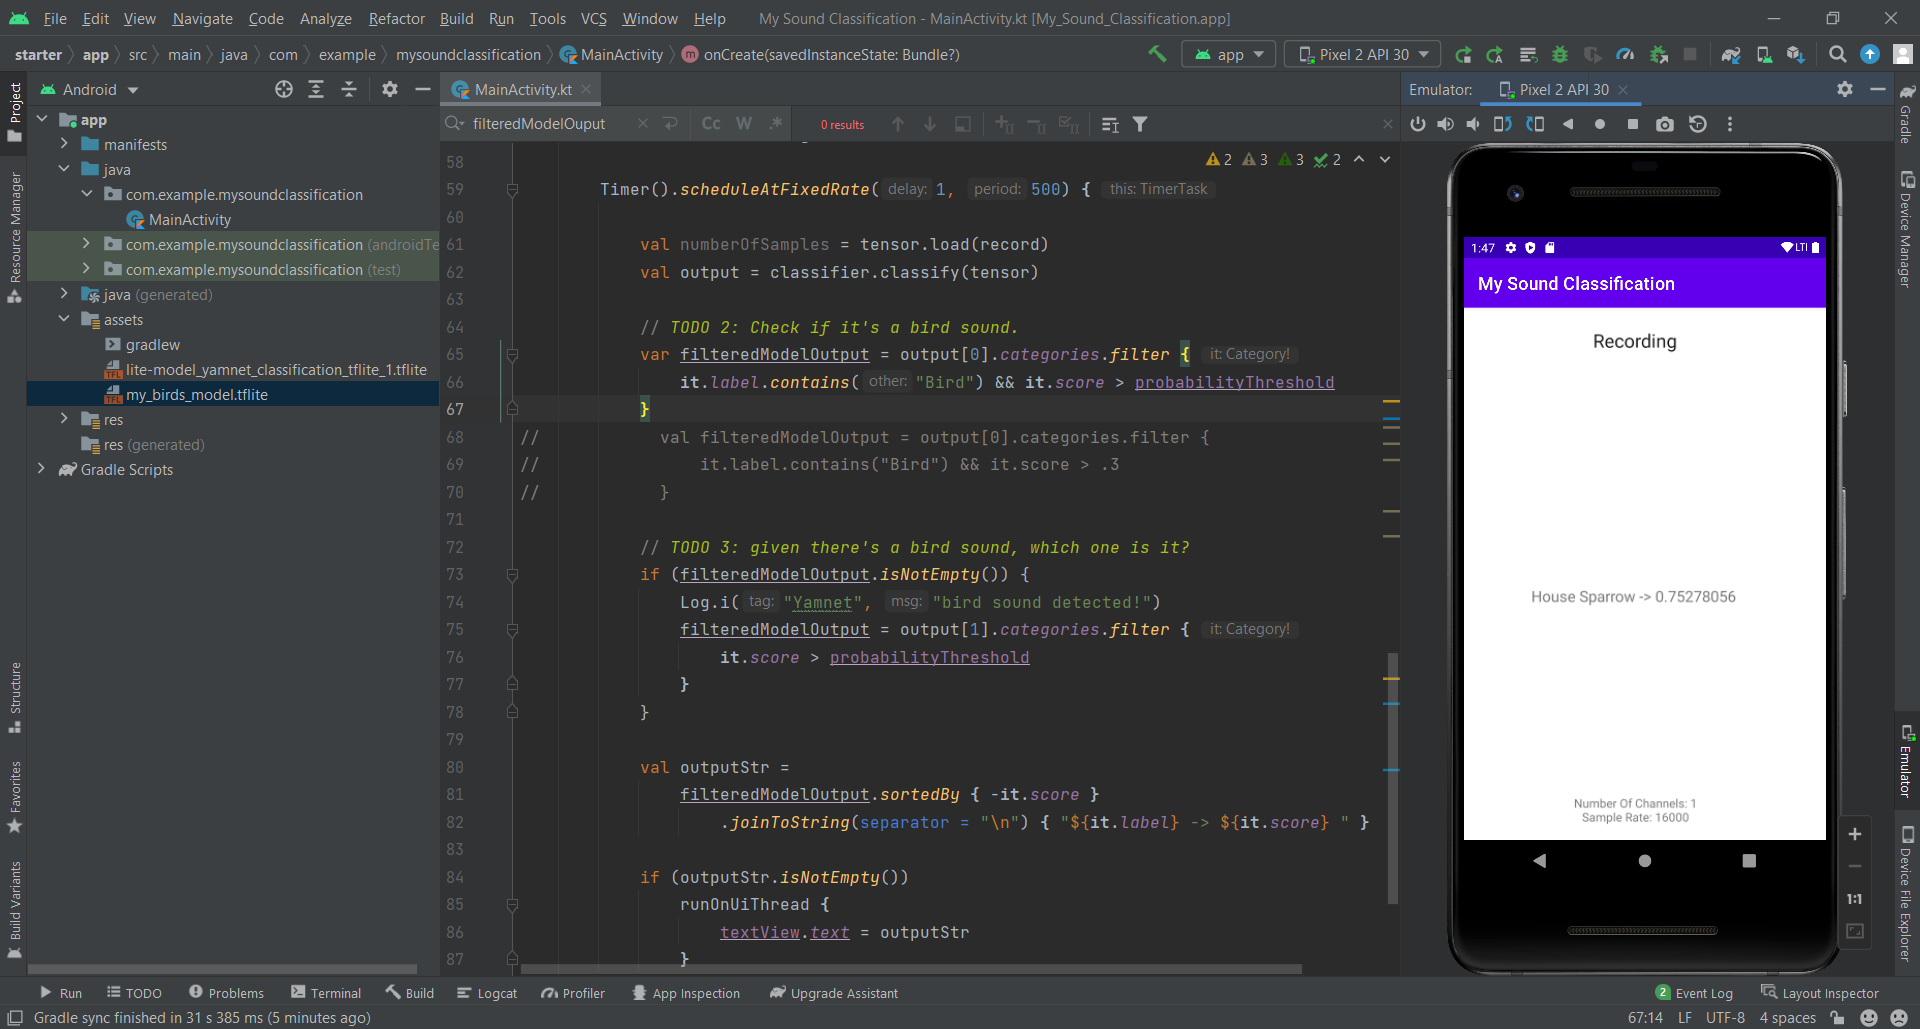 File Edit View Navigate Code Analyze Refactor Build Run Tools VCS Window Help My Sound Classification - MainActivity.kt [My_Sound_Classification.app]
starter app src main java com example mysoundclassification MainActivity m onCreate(savedInstanceState: Bundle?) app Pixel 2 API 30
Android
MainActivity.kt
Emulator: Pixel 2 API 30
filteredModelOuput Cc W .* 0 results
Project
Resource Manager
Structure
Favorites
Build Variants
app
manifests
java
com.example.mysoundclassification
MainActivity
com.example.mysoundclassification (androidTe
com.example.mysoundclassification (test)
java (generated)
assets
gradlew
lite-model_yamnet_classification_tflite_1.tflite
my_birds_model.tflite
res
res (generated)
Gradle Scripts
2 3 3 2
58
59 Timer().scheduleAtFixedRate( delay: 1, period: 500) { this: TimerTask
60
61 val numberOfSamples = tensor.load(record)
62 val output = classifier.classify(tensor)
63
64 // TODO 2: Check if it's a bird sound.
65 var filteredModelOutput = output[0].categories.filter { it: Category!
66 it.label.contains( other: "Bird") && it.score > probabilityThreshold
67 }
68 // val filteredModelOutput = output[0].categories.filter {
69 // it.label.contains("Bird") && it.score > .3
70 // }
71
72 // TODO 3: given there's a bird sound, which one is it?
73 if (filteredModelOutput.isNotEmpty()) {
74 Log.i( tag: "Yamnet", msg: "bird sound detected!")
75 filteredModelOutput = output[1].categories.filter { it: Category!
76 it.score > probabilityThreshold
77 }
78 }
79
80 val outputStr =
81 filteredModelOutput.sortedBy { -it.score }
82 .joinToString(separator = "\n") { "${it.label} -> ${it.score} " }
83
84 if (outputStr.isNotEmpty())
85 runOnUiThread {
86 textView.text = outputStr
87 }
1:47 LTE
My Sound Classification
Recording
House Sparrow -> 0.75278056
Number Of Channels: 1
Sample Rate: 16000
1:1
Gradle
Device Manager
Emulator
Device File Explorer
Run TODO Problems Terminal Build Logcat Profiler App Inspection Upgrade Assistant 2 Event Log Layout Inspector
Gradle sync finished in 31 s 385 ms (5 minutes ago) 67:14 LF UTF-8 4 spaces